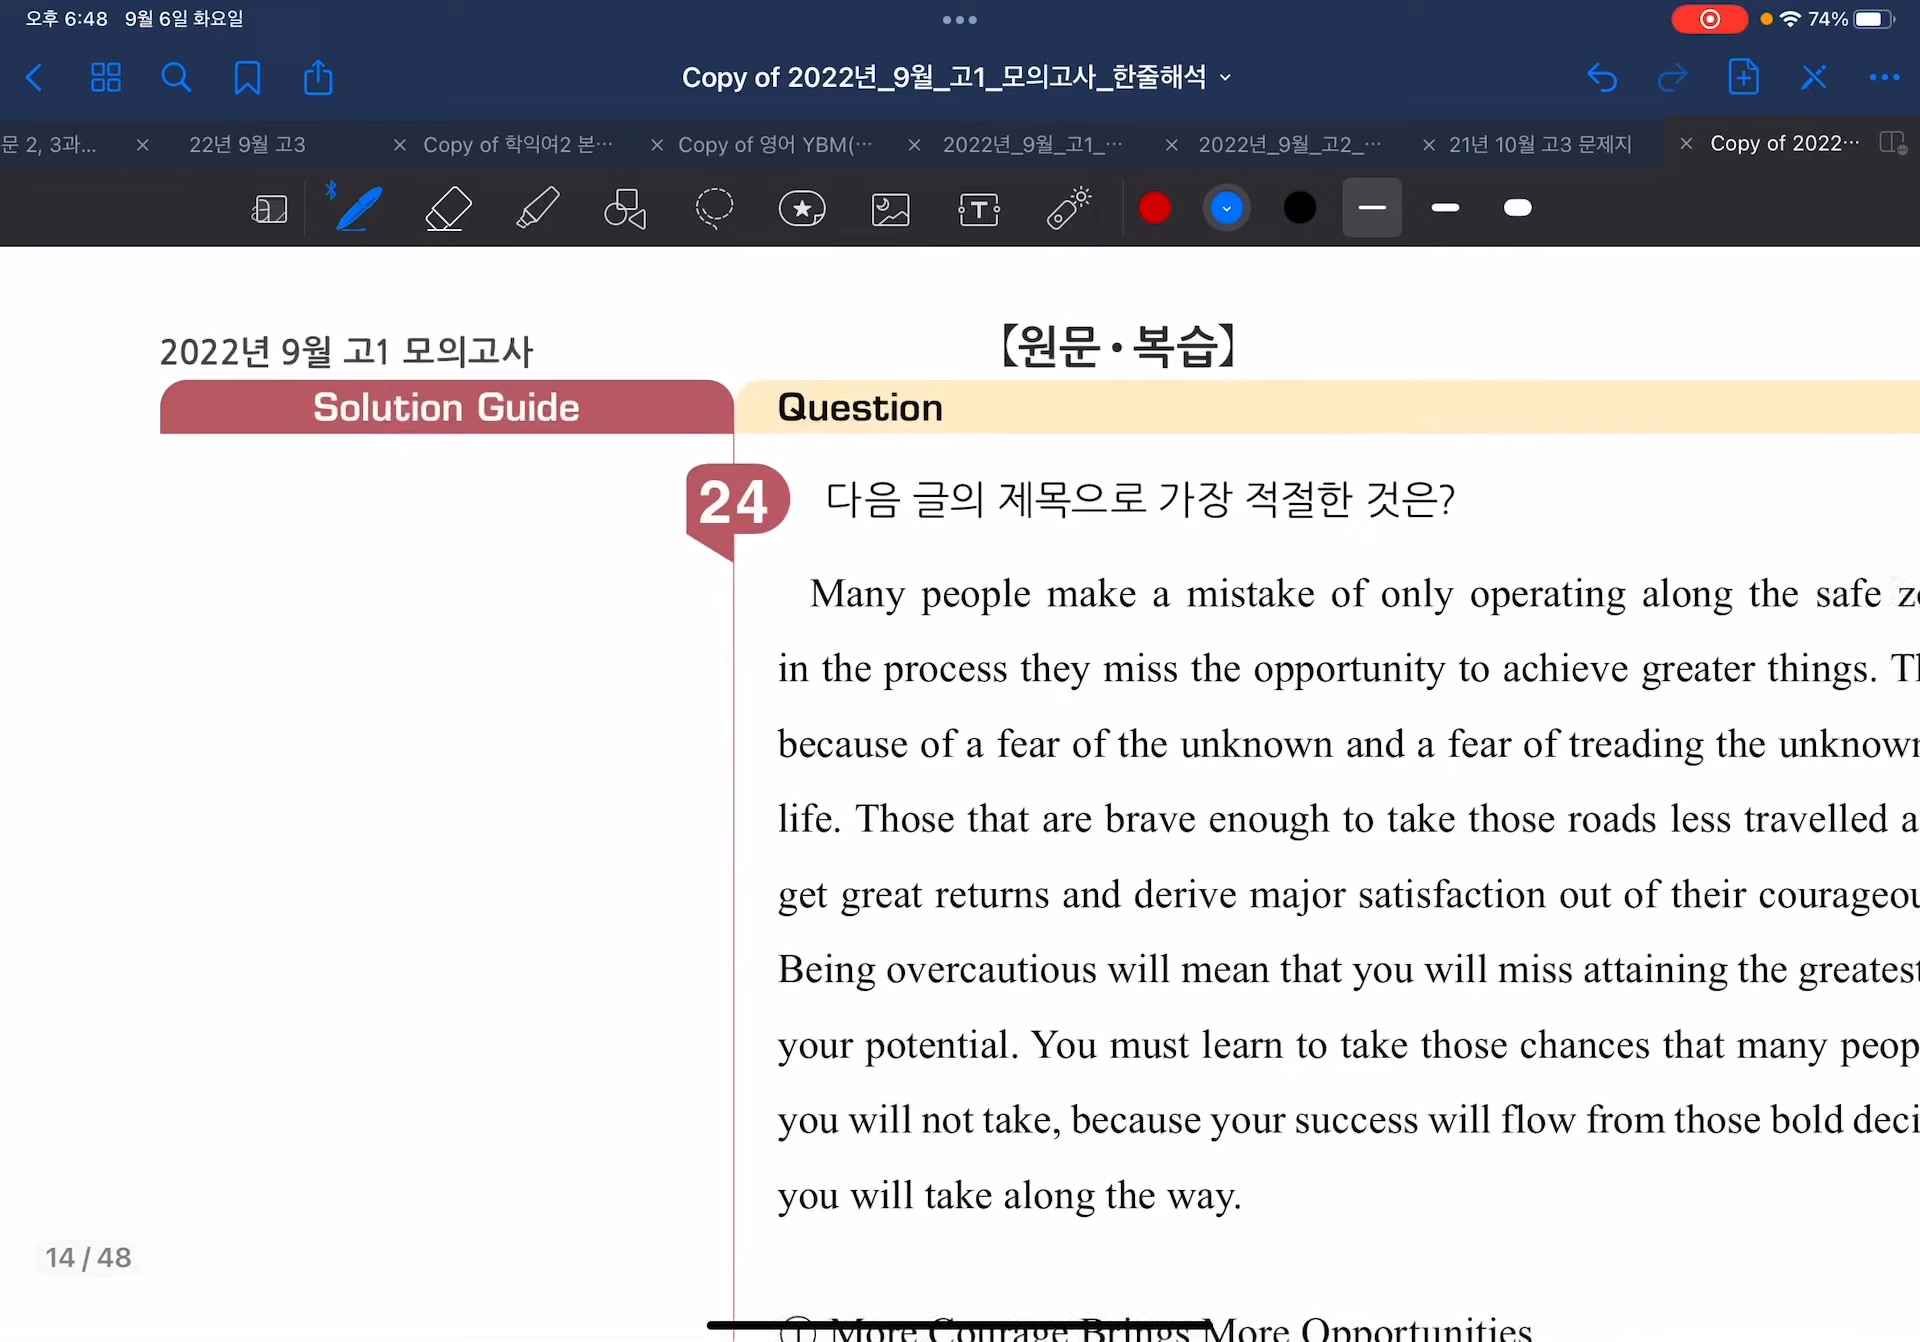 오후 6:48 9월 6일 화요일
74%
Copy of 2022년_9월_고1_모의고사_한줄해석
문 2, 3과...
22년 9월 고3
Copy of 학익여2 본...
Copy of 영어 YBM(...
2022년_9월_고1_...
2022년_9월_고2_...
21년 10월 고3 문제지
Copy of 2022...
2022년 9월 고1 모의고사
【원문·복습】
Solution Guide
Question
24 다음 글의 제목으로 가장 적절한 것은?
Many people make a mistake of only operating along the safe
in the process they miss the opportunity to achieve greater things.
because of a fear of the unknown and a fear of treading the unknown
life. Those that are brave enough to take those roads less travelled
get great returns and derive major satisfaction out of their
Being overcautious will mean that you will miss attaining the greatest
your potential. You must learn to take those chances that many
you will not take, because your success will flow from those bold
you will take along the way.
14 / 48
① More Courage Brings More Opportunities